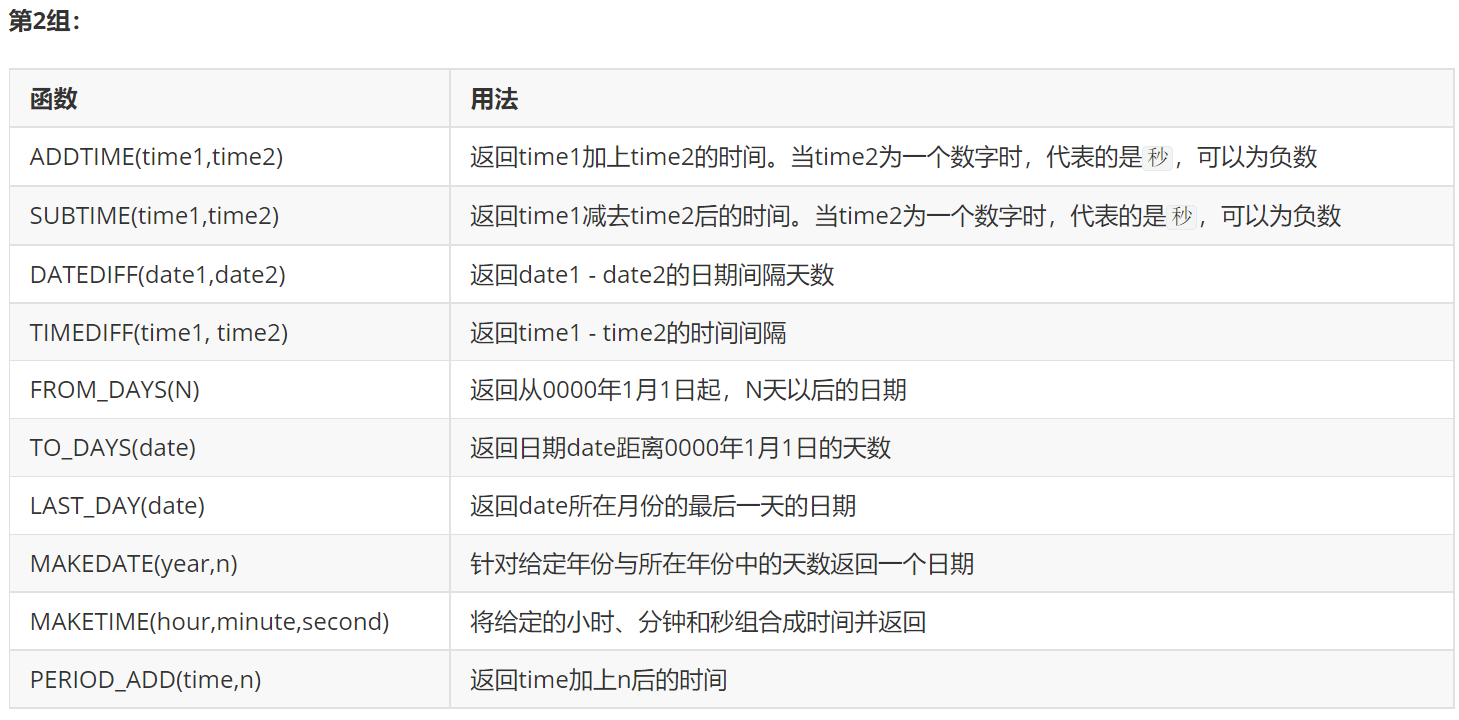 第2组：
函数 用法
ADDTIME(time1,time2) 返回time1加上time2的时间。当time2为一个数字时，代表的是秒，可以为负数
SUBTIME(time1,time2) 返回time1减去time2后的时间。当time2为一个数字时，代表的是秒，可以为负数
DATEDIFF(date1,date2) 返回date1 - date2的日期间隔天数
TIMEDIFF(time1, time2) 返回time1 - time2的时间间隔
FROM_DAYS(N) 返回从0000年1月1日起，N天以后的日期
TO_DAYS(date) 返回日期date距离0000年1月1日的天数
LAST_DAY(date) 返回date所在月份的最后一天的日期
MAKEDATE(year,n) 针对给定年份与所在年份中的天数返回一个日期
MAKETIME(hour,minute,second) 将给定的小时、分钟和秒组合成时间并返回
PERIOD_ADD(time,n) 返回time加上n后的时间